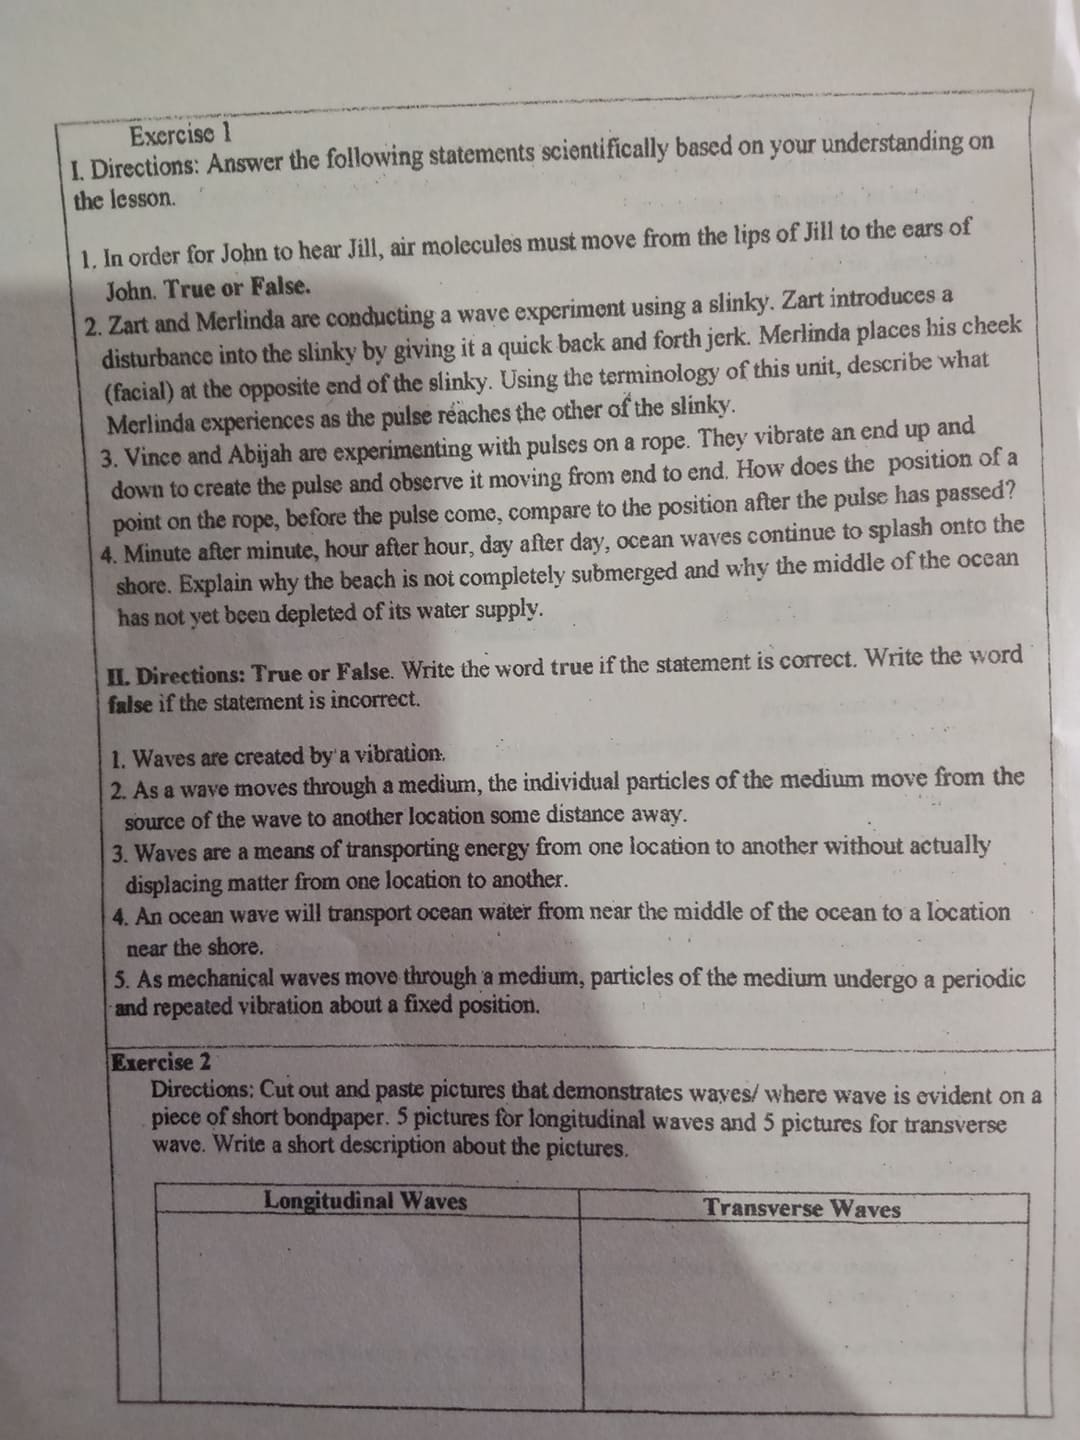 Exercise 1
I. Directions: Answer the following statements scientifically based on your understanding on
the lesson.
1. In order for John to hear Jill, air molecules must move from the lips of Jill to the ears of
John. True or False.
2. Zart and Merlinda are conducting a wave experiment using a slinky. Zart introduces a
disturbance into the slinky by giving it a quick back and forth jerk. Merlinda places his cheek
(facial) at the opposite end of the slinky. Using the terminology of this unit, describe what
Merlinda experiences as the pulse reaches the other of the slinky.
3. Vince and Abijah are experimenting with pulses on a rope. They vibrate an end up and
down to create the pulse and observe it moving from end to end. How does the position of a
point on the rope, before the pulse come, compare to the position after the pulse has passed?
4. Minute after minute, hour after hour, day after day, ocean waves continue to splash onto the
shore. Explain why the beach is not completely submerged and why the middle of the ocean
has not yet been depleted of its water supply.
II. Directions: True or False. Write the word true if the statement is correct. Write the word
false if the statement is incorrect.
1. Waves are created by a vibration.
2. As a wave moves through a medium, the individual particles of the medium move from the
source of the wave to another location some distance away.
3. Waves are a means of transporting energy from one location to another without actually
displacing matter from one location to another.
4. An ocean wave will transport ocean water from near the middle of the ocean to a location
near the shore.
5. As mechanical waves move through a medium, particles of the medium undergo a periodic
and repeated vibration about a fixed position.
Exercise 2
Directions: Cut out and paste pictures that demonstrates waves/ where wave is evident on a
piece of short bondpaper. 5 pictures for longitudinal waves and 5 pictures for transverse
wave. Write a short description about the pictures.
Longitudinal Waves
Transverse Waves